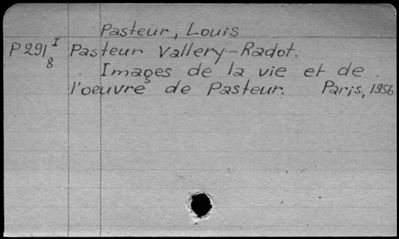 Pasteur, Louis
P291 I/8 Pasteur Vallery-Radot.
Images de la vie et de
l'oeuvre de Pasteur. Paris, 1956